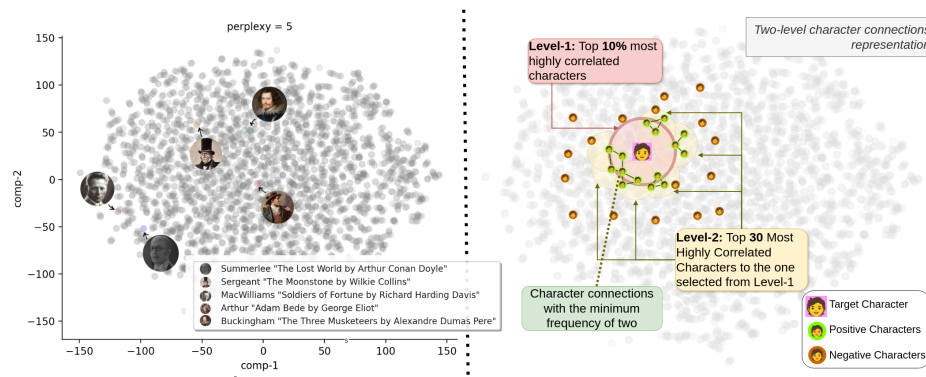 perplexy = 5
150
100
50
0
−50
−100
−150
comp-2
−150
−100
−50
0
50
100
150
comp-1
Summerlee "The Lost World by Arthur Conan Doyle"
Sergeant "The Moonstone by Wilkie Collins"
MacWilliams "Soldiers of Fortune by Richard Harding Davis"
Arthur "Adam Bede by George Eliot"
Buckingham "The Three Musketeers by Alexandre Dumas Pere"
Two-level character connections
representation
Level-1: Top 10% most
highly correlated
characters
Level-2: Top 30 Most
Highly Correlated
Characters to the one
selected from Level-1
Character connections
with the minimum
frequency of two
Target Character
Positive Characters
Negative Characters